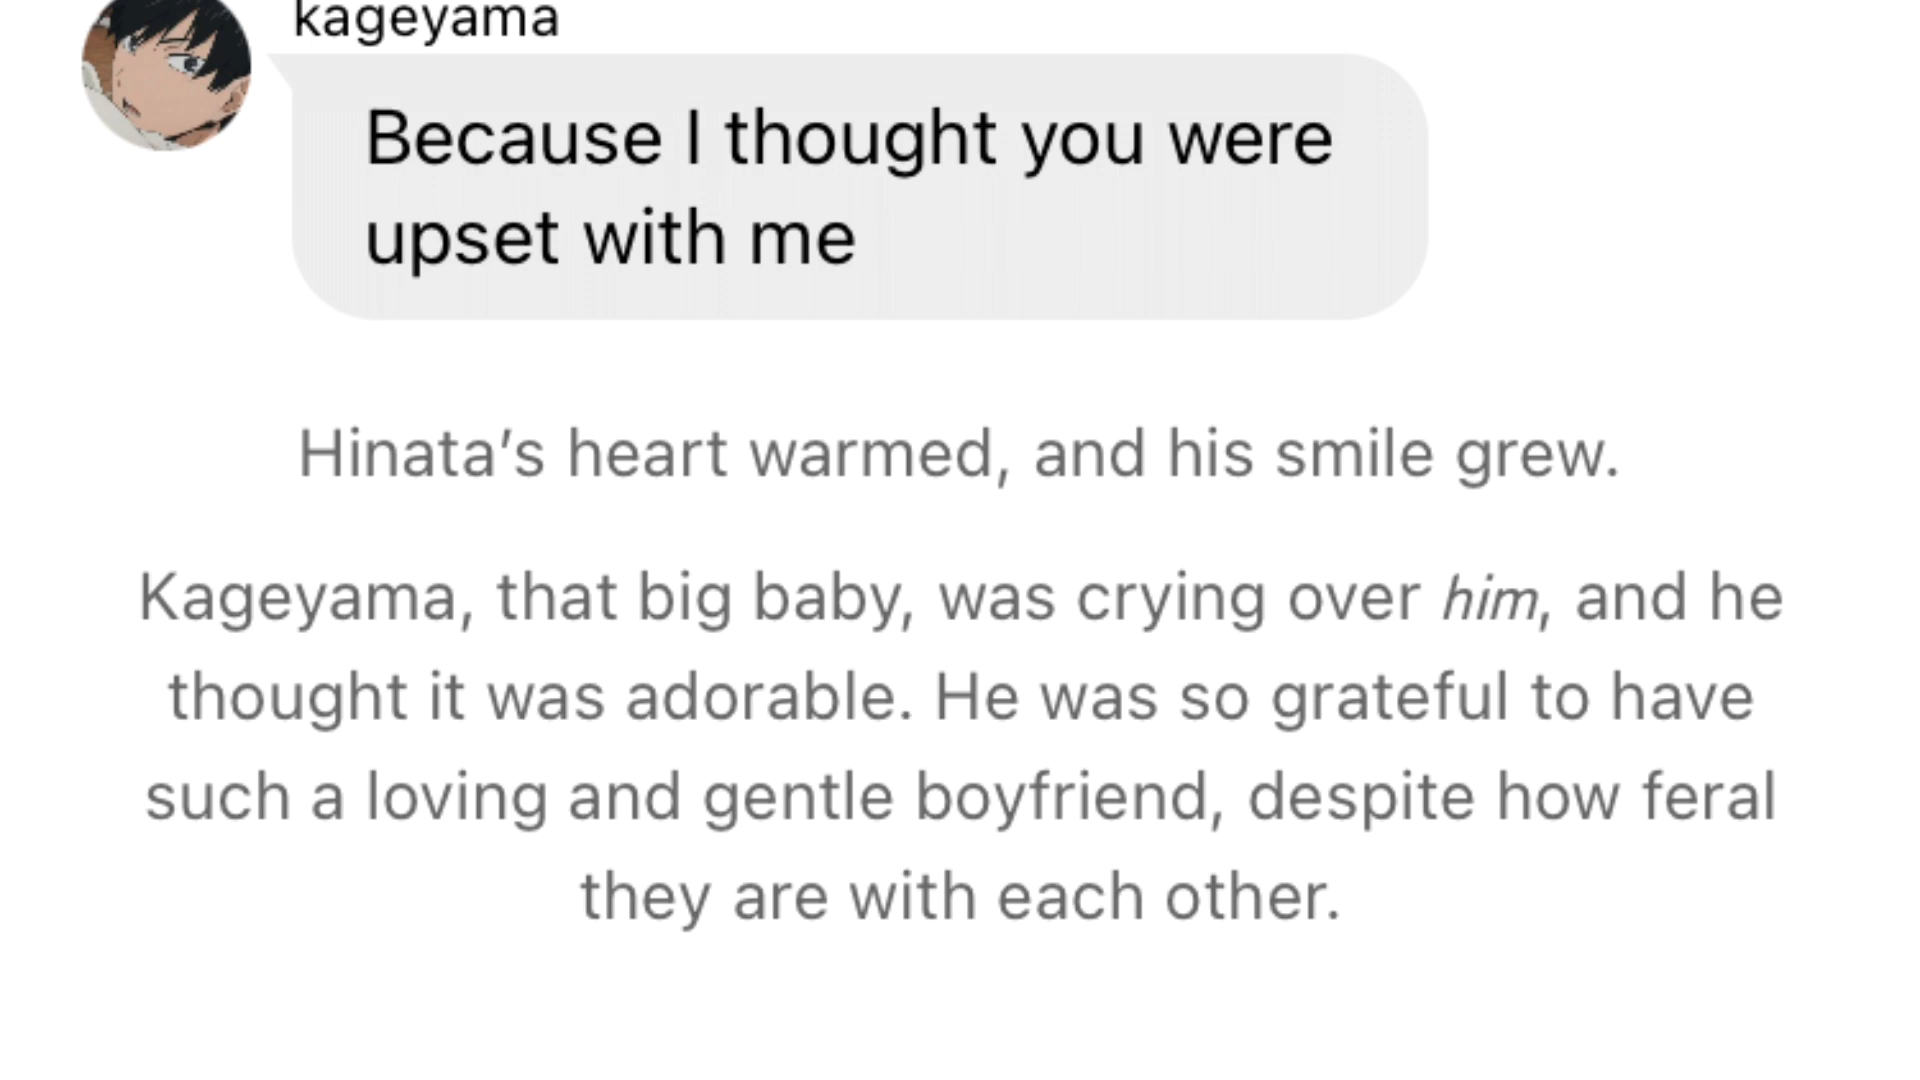 kageyama
Because I thought you were
upset with me
Hinata’s heart warmed, and his smile grew.
Kageyama, that big baby, was crying over him, and he
thought it was adorable. He was so grateful to have
such a loving and gentle boyfriend, despite how feral
they are with each other.